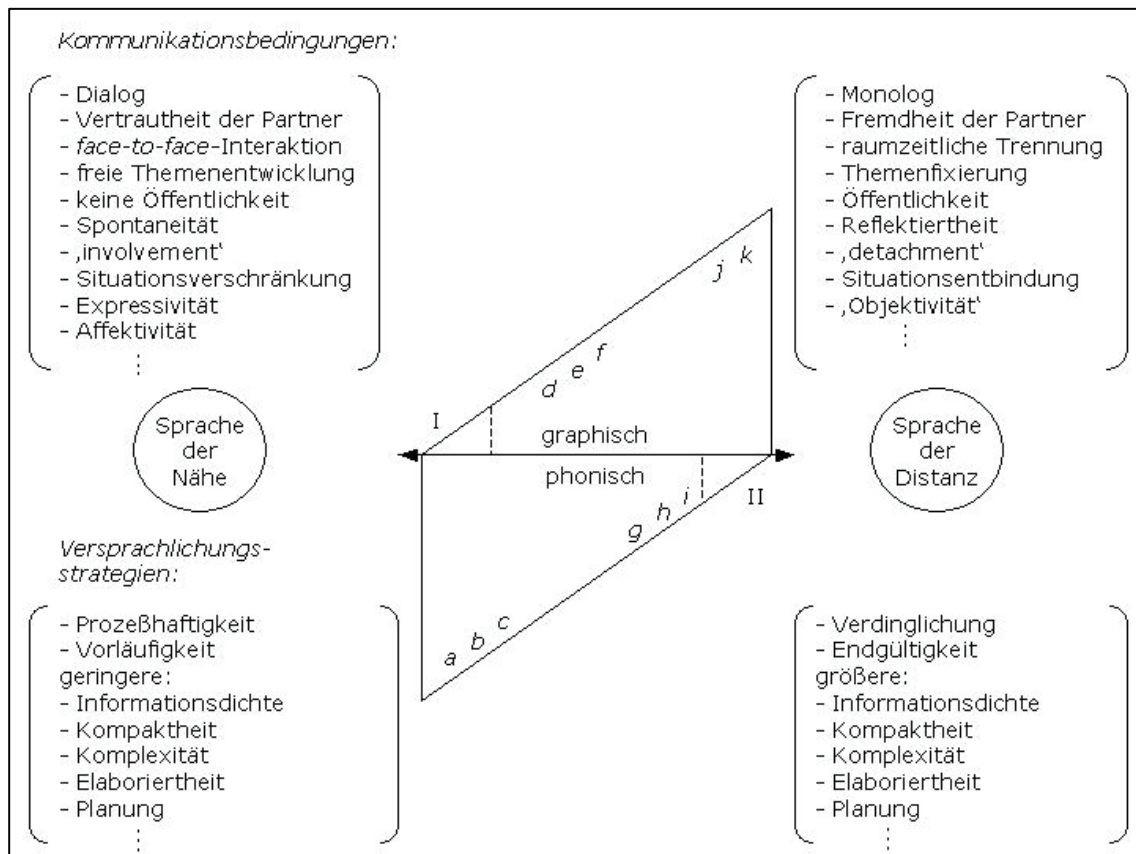 Kommunikationsbedingungen:
- Dialog
- Vertrautheit der Partner
- face-to-face-Interaktion
- freie Themenentwicklung
- keine Öffentlichkeit
- Spontaneität
- ‚involvement‘
- Situationsverschränkung
- Expressivität
- Affektivität
- Monolog
- Fremdheit der Partner
- raumzeitliche Trennung
- Themenfixierung
- Öffentlichkeit
- Reflektiertheit
- ‚detachment‘
- Situationsentbindung
- ‚Objektivität‘
j k
d e f
I
graphisch
phonisch
Sprache
der
Nähe
Sprache
der
Distanz
g h i
II
a b c
Versprachlichungs-
strategien:
- Prozeßhaftigkeit
- Vorläufigkeit
geringere:
- Informationsdichte
- Kompaktheit
- Komplexität
- Elaboriertheit
- Planung
- Verdinglichung
- Endgültigkeit
größere:
- Informationsdichte
- Kompaktheit
- Komplexität
- Elaboriertheit
- Planung